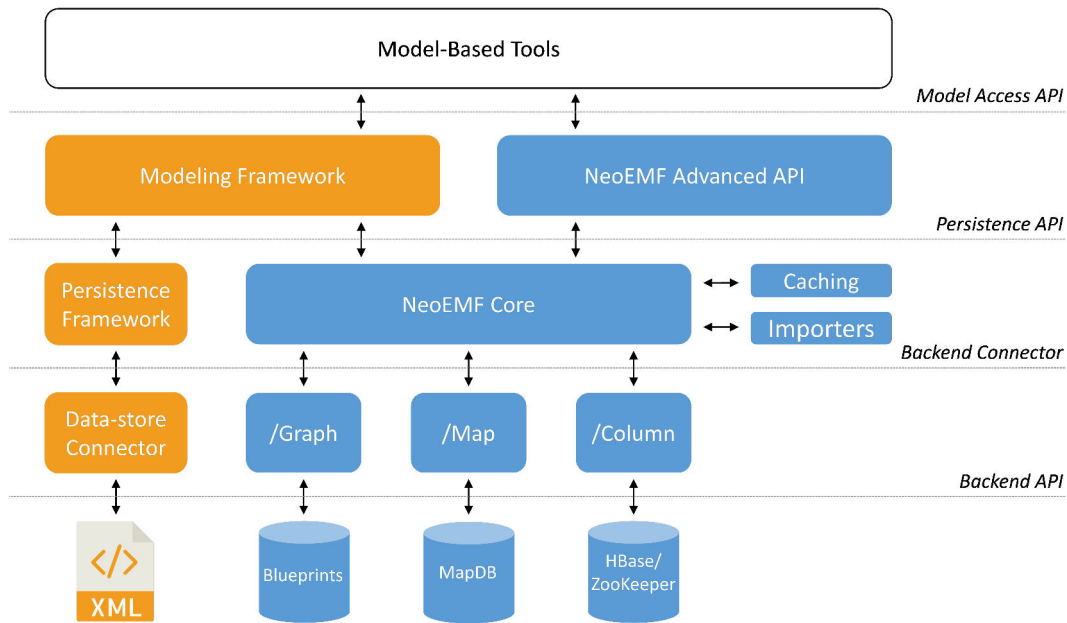 Model-Based Tools
Model Access API
Modeling Framework
NeoEMF Advanced API
Persistence API
Persistence
Framework
NeoEMF Core
Caching
Importers
Backend Connector
Data-store
Connector
/Graph
/Map
/Column
Backend API
</>
XML
Blueprints
MapDB
HBase/
ZooKeeper